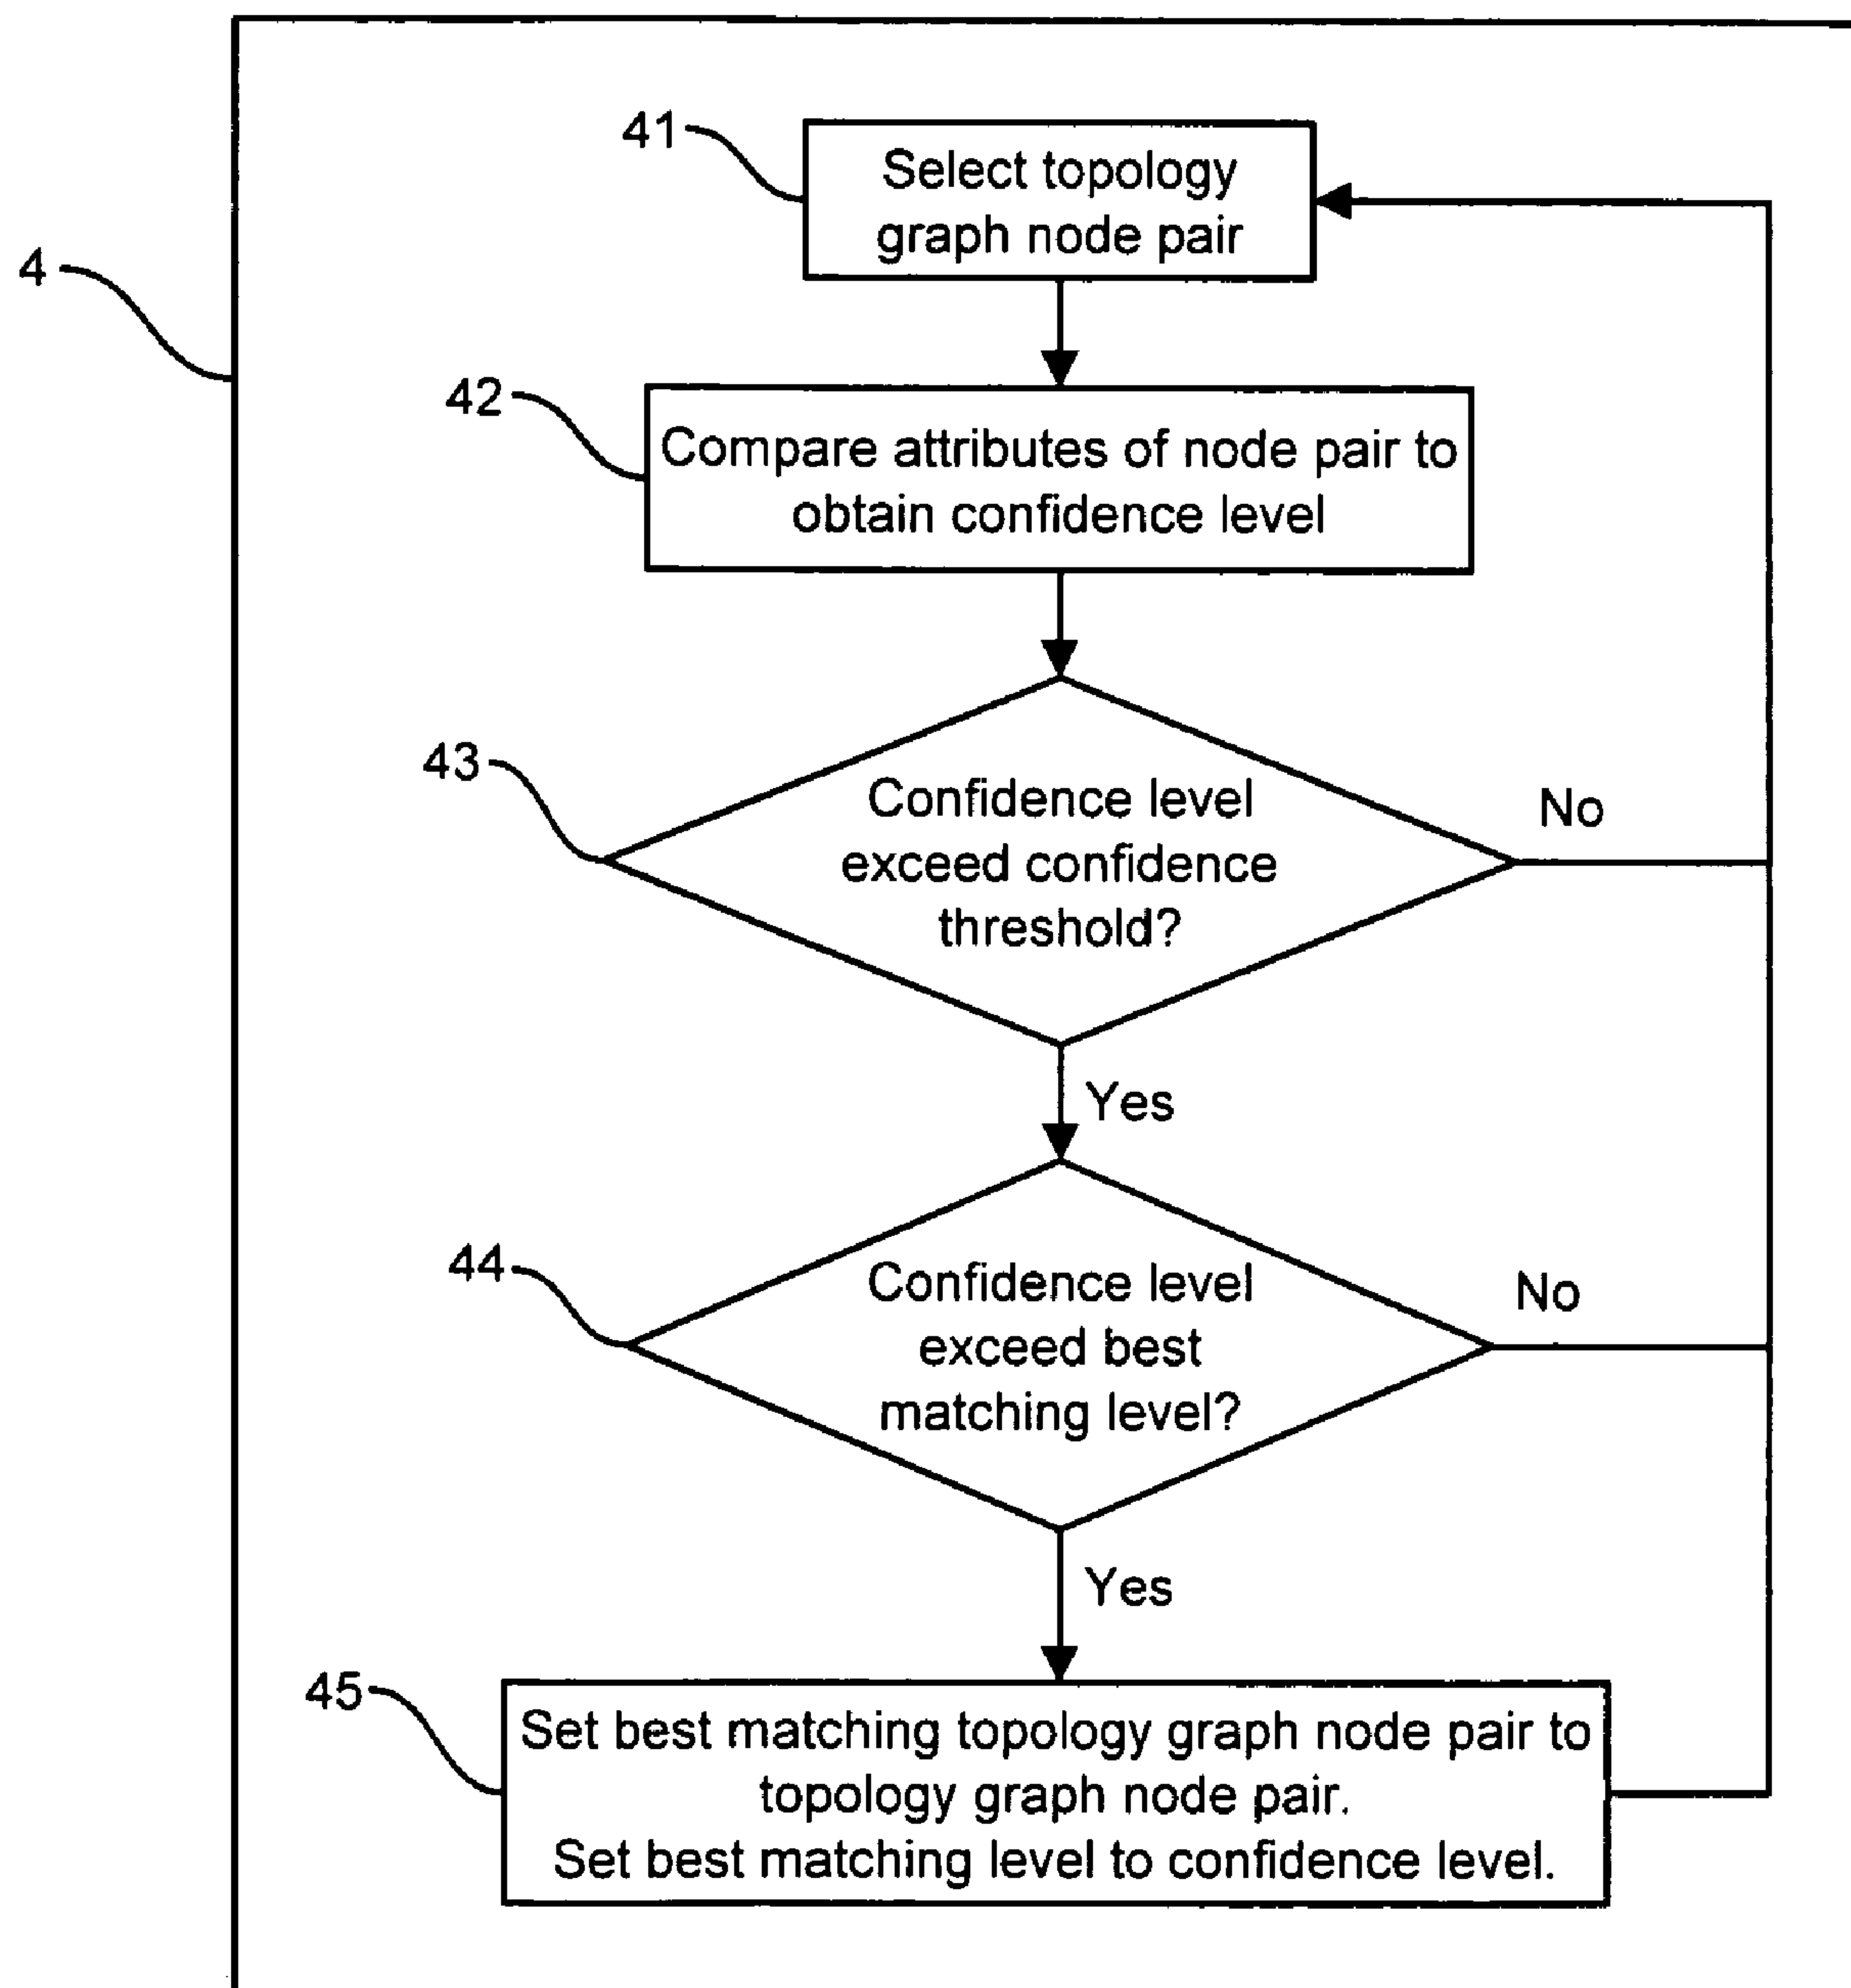 41
Select topology
graph node pair
4
42
Compare attributes of node pair to
obtain confidence level
43
Confidence level
exceed confidence
threshold?
No
Yes
44
Confidence level
exceed best
matching level?
No
Yes
45
Set best matching topology graph node pair to
topology graph node pair.
Set best matching level to confidence level.